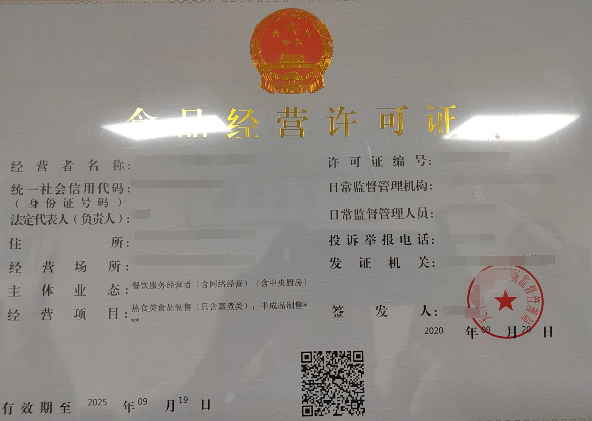 食品经营许可证
经营者名称:
统一社会信用代码:
(身份证号码)
法定代表人(负责人):
住所:
经营场所:
主体业态: 餐饮服务经营者(含网络经营)(含中央厨房)
经营项目: 热食类食品制售(只含蒸煮类); 半成品制售*
**
许可证编号:
日常监督管理机构:
日常监督管理人员:
投诉举报电话:
发证机关:
签发人:
2020 年 09 月 20 日
有效期至 2025 年 09 月 19 日